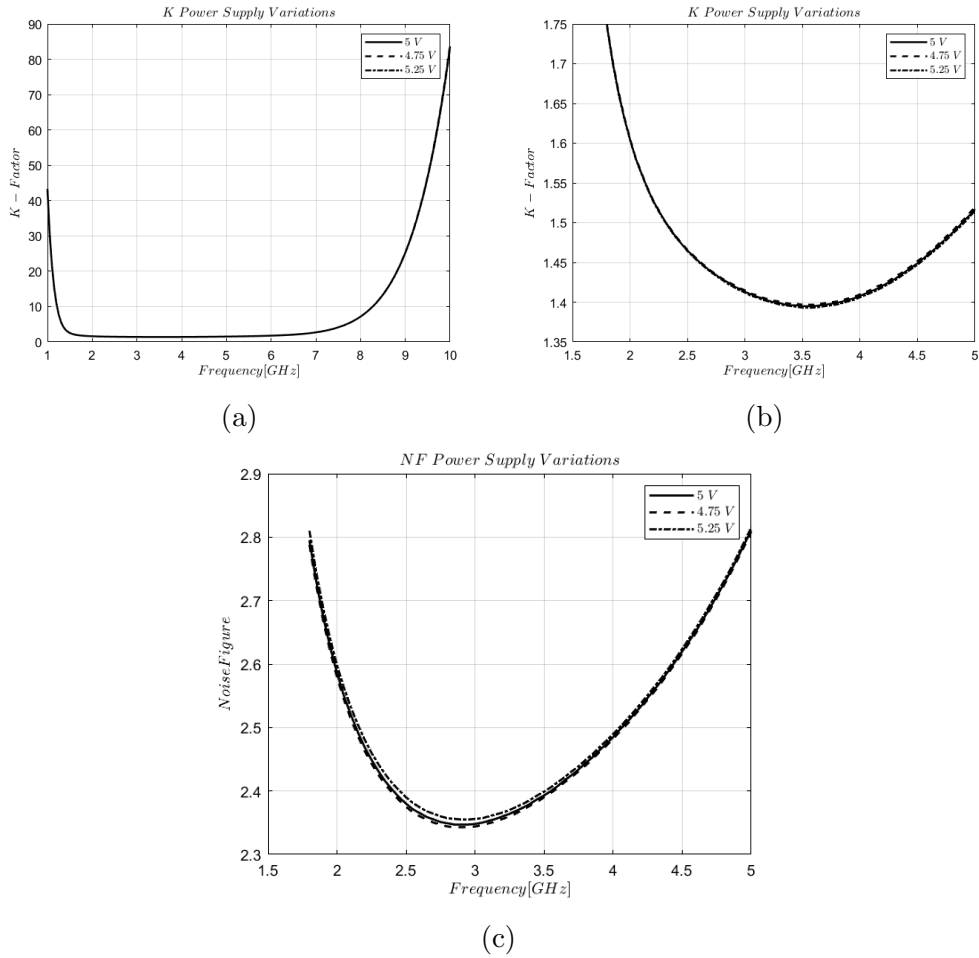 K Power Supply Variations
90
80
70
60
50
40
30
20
10
0
K − Factor
5 V
4.75 V
5.25 V
1 2 3 4 5 6 7 8 9 10
Frequency[GHz]
(a)
K Power Supply Variations
1.75
1.7
1.65
1.6
1.55
1.5
1.45
1.4
1.35
K − Factor
5 V
4.75 V
5.25 V
1.5 2 2.5 3 3.5 4 4.5 5
Frequency[GHz]
(b)
NF Power Supply Variations
2.9
2.8
2.7
2.6
2.5
2.4
2.3
NoiseFigure
5 V
4.75 V
5.25 V
1.5 2 2.5 3 3.5 4 4.5 5
Frequency[GHz]
(c)